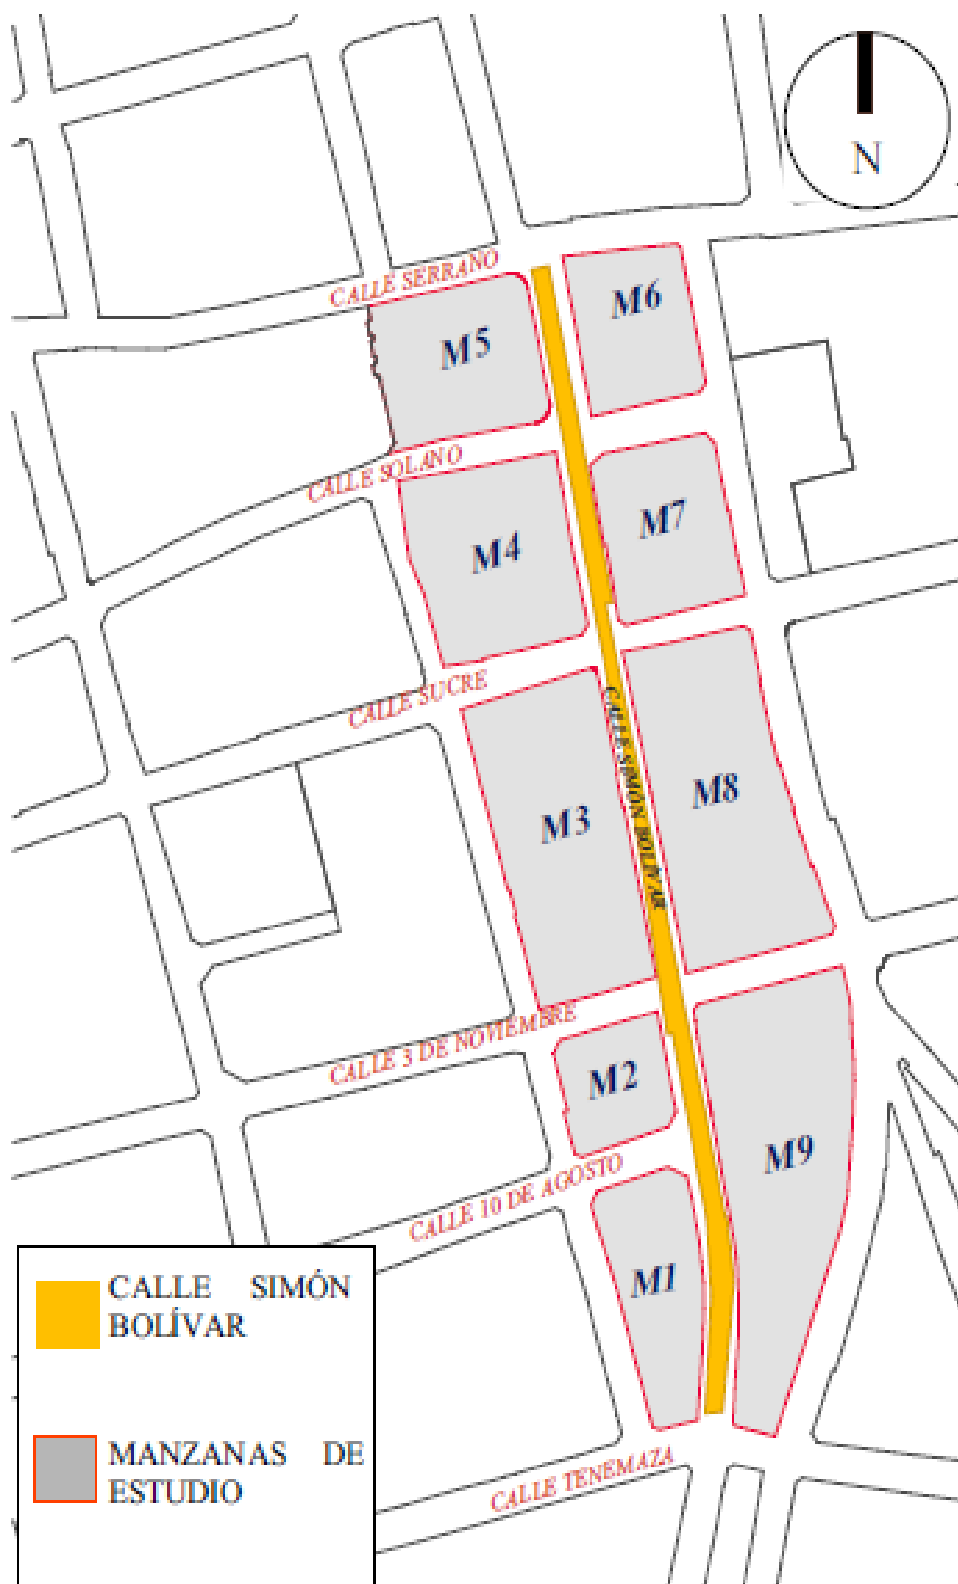 N
CALLE SERRANO
M6
M5
CALLE SOLANO
M7
M4
CALLE SUCRE
CALLE SIMÓN BOLÍVAR
M8
M3
CALLE 3 DE NOVIEMBRE
M2
M9
CALLE 10 DE AGOSTO
M1
CALLE SIMÓN
BOLÍVAR
MANZANAS DE
ESTUDIO
CALLE TENEMAZA